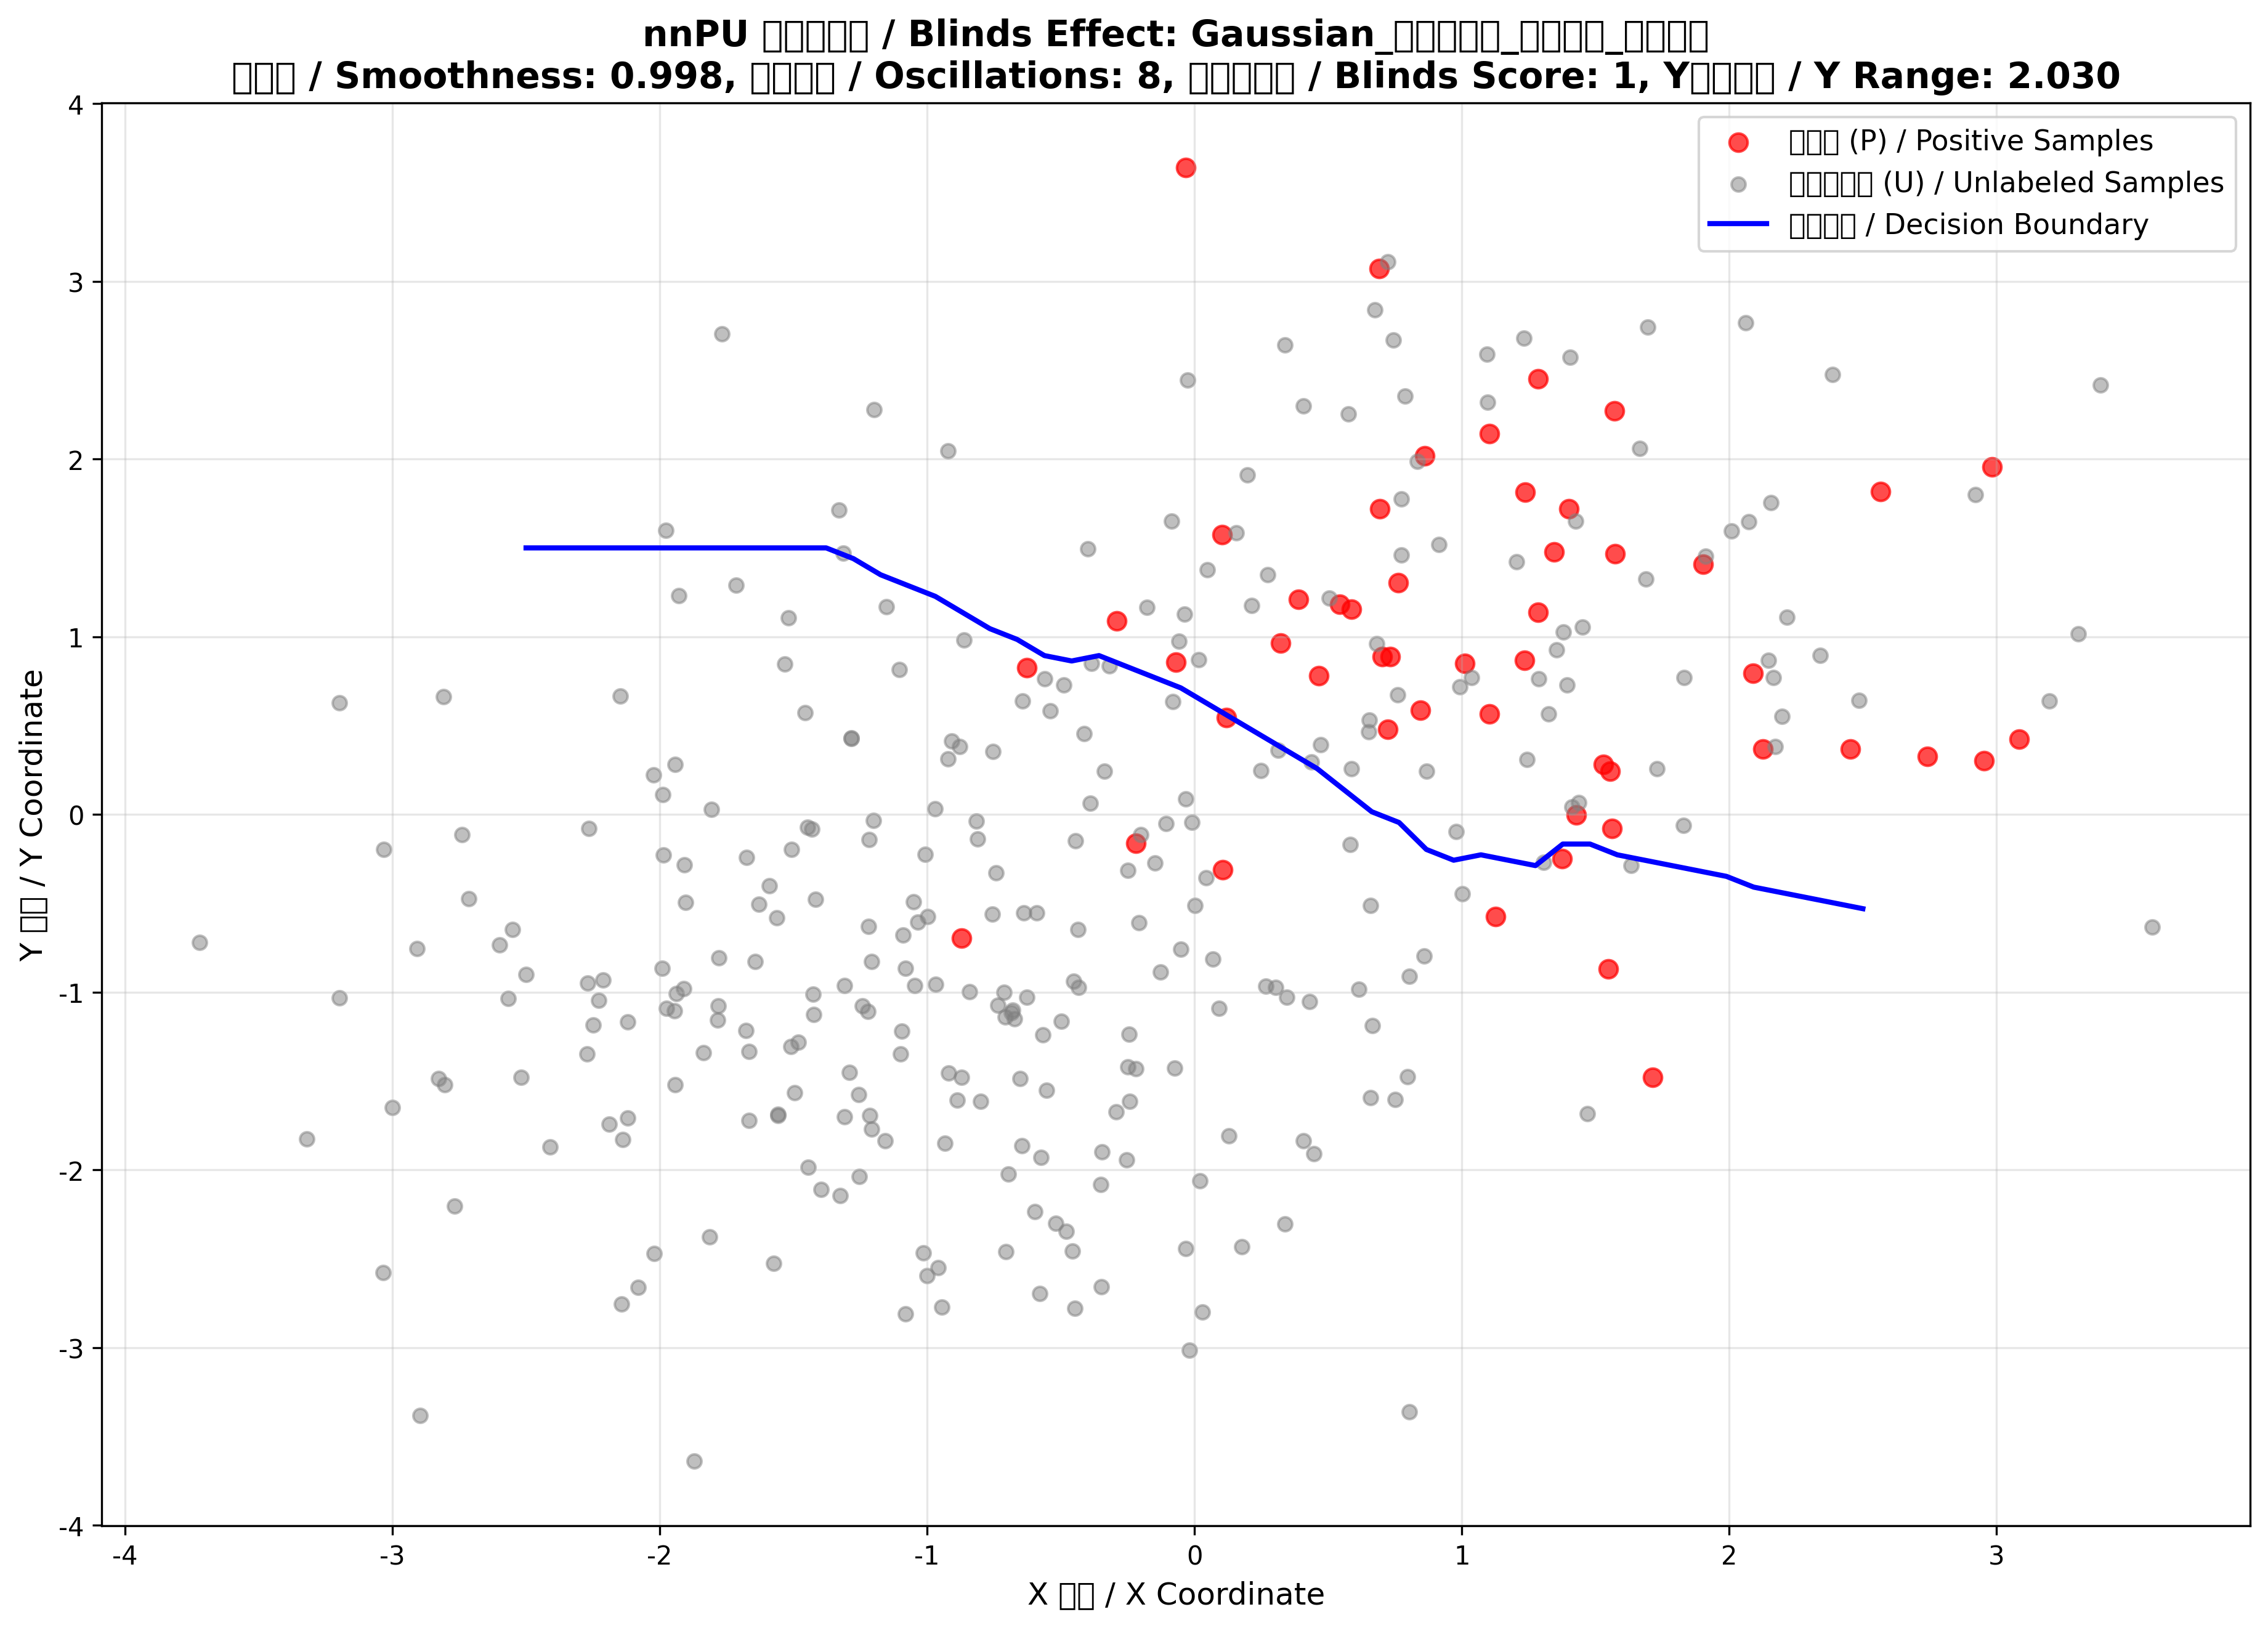 nnPU □□□□□ / Blinds Effect: Gaussian_□□□□□_□□□□_□□□□
□□□ / Smoothness: 0.998, □□□□ / Oscillations: 8, □□□□□ / Blinds Score: 1, Y□□□□ / Y Range: 2.030
□□□ (P) / Positive Samples
□□□□□ (U) / Unlabeled Samples
□□□□ / Decision Boundary
4
3
2
1
0
-1
-2
-3
-4
Y □□ / Y Coordinate
-4 -3 -2 -1 0 1 2 3
X □□ / X Coordinate